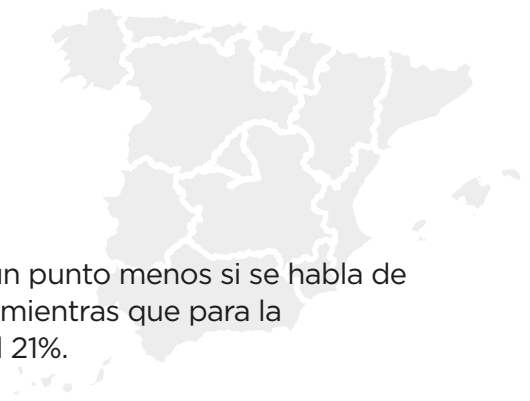 un punto menos si se habla de
mientras que para la
l 21%.